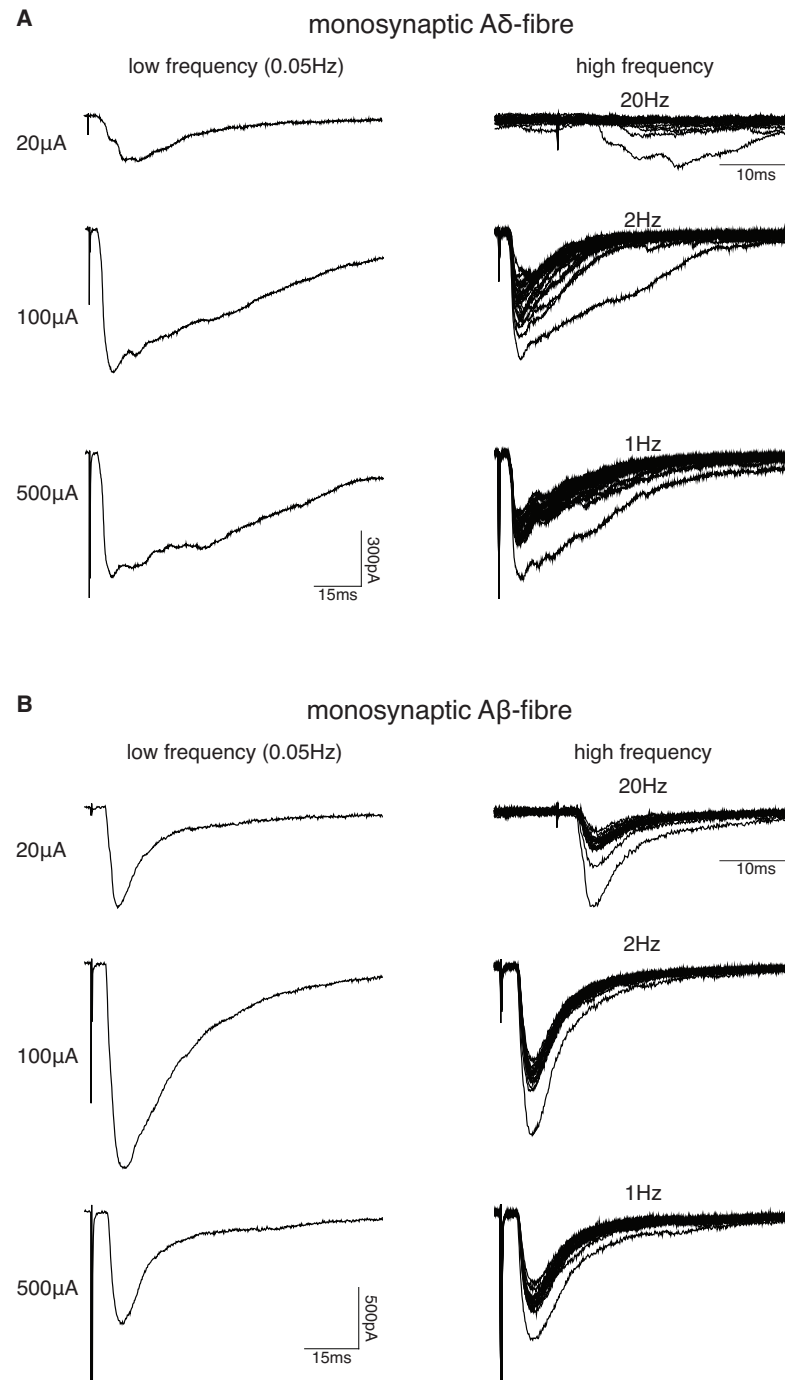 A
monosynaptic Aδ-fibre
low frequency (0.05Hz)
high frequency
20Hz
20µA
10ms
2Hz
100µA
1Hz
500µA
300pA
15ms
B
monosynaptic Aβ-fibre
low frequency (0.05Hz)
high frequency
20Hz
20µA
10ms
2Hz
100µA
1Hz
500µA
500pA
15ms